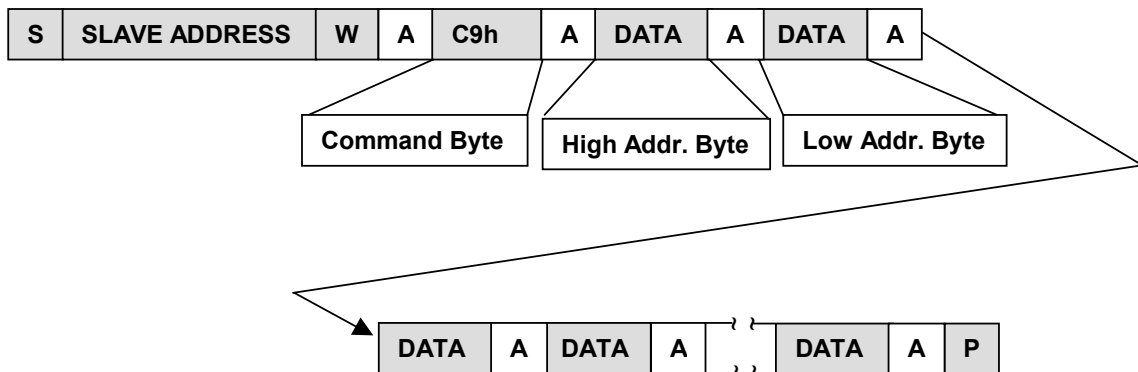 S SLAVE ADDRESS W A C9h A DATA A DATA A
Command Byte High Addr. Byte Low Addr. Byte
DATA A DATA A DATA A P